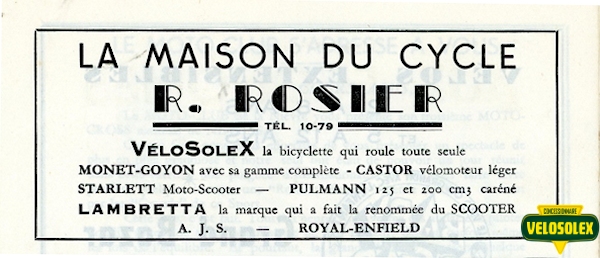 LA MAISON DU CYCLE
R. ROSIER
TÉL. 10-79
VÉLOSOLEX la bicyclette qui roule toute seule
MONET-GOYON avec sa gamme complète - CASTOR vélomoteur léger
STARLETT Moto-Scooter — PULMANN 125 et 200 cm3 caréné
LAMBRETTA la marque qui a fait la renommée du SCOOTER
A. J. S. — ROYAL-ENFIELD
CONCESSIONNAIRE
VELOSOLEX